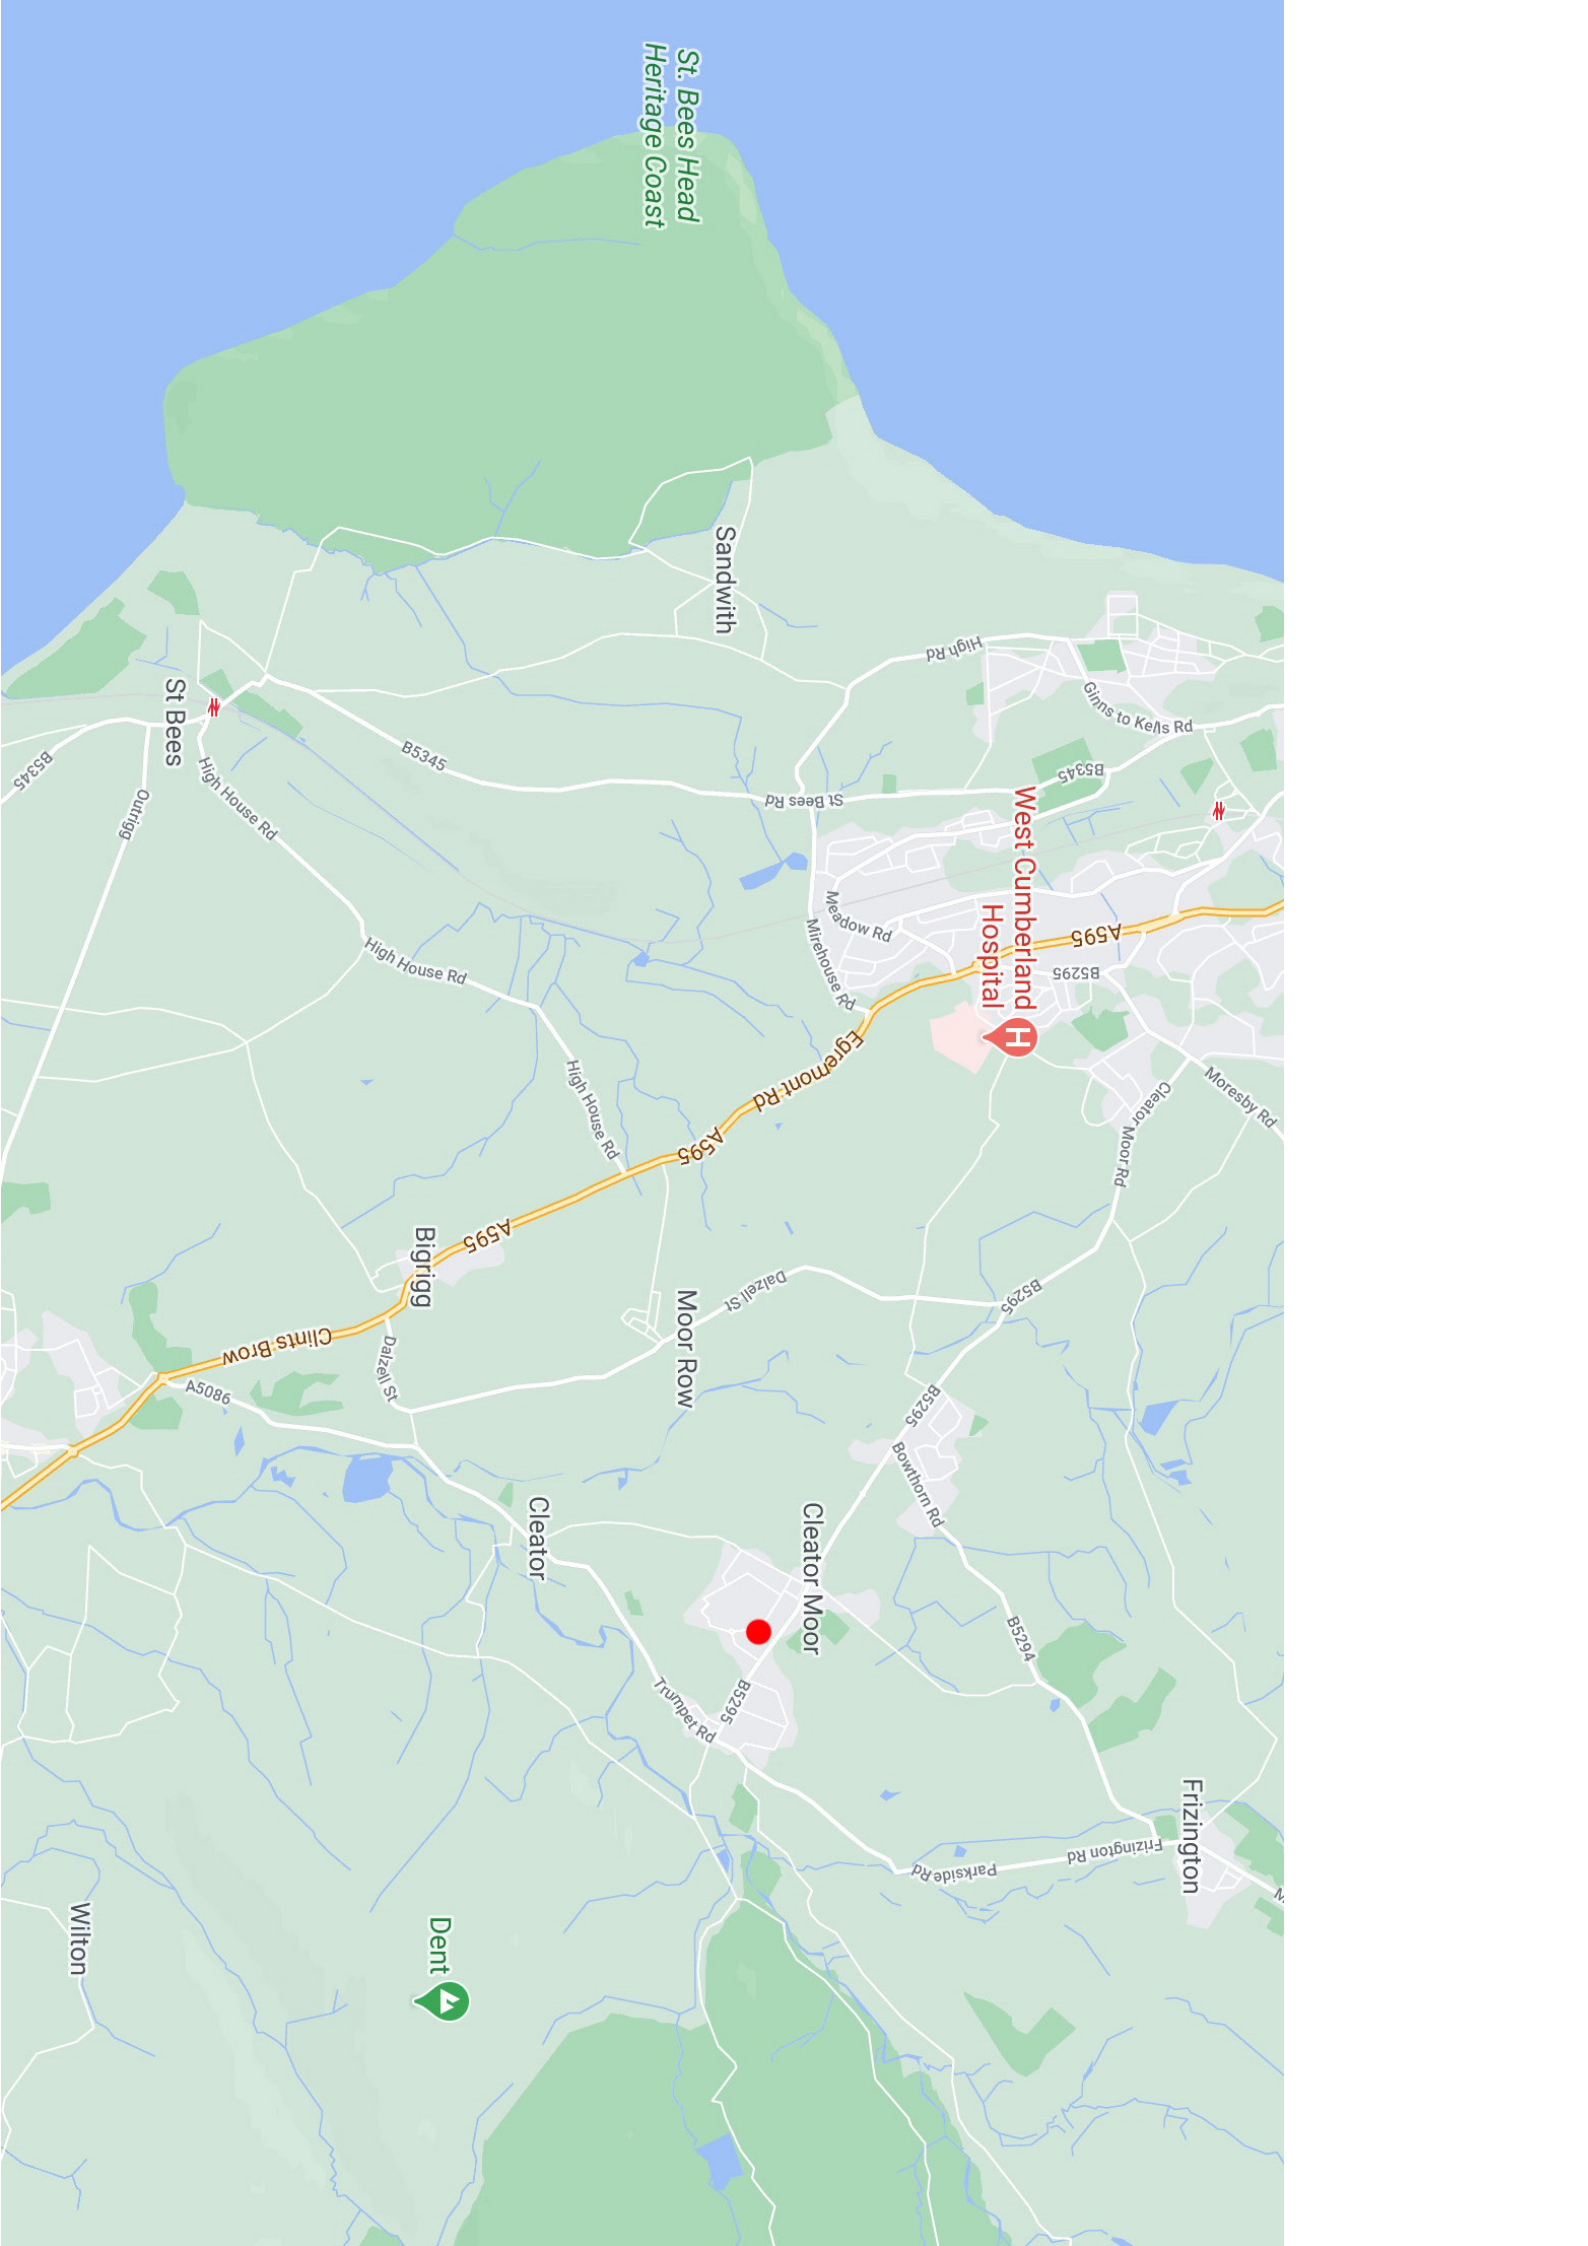 St. Bees Head
Heritage Coast
Sandwith
High Rd
Ginns to Kells Rd
B5345
St Bees Rd
B5345
St Bees
B5345
Outrigg
High House Rd
High House Rd
High House Rd
West Cumberland
Hospital
H
Meadow Rd
Mirehouse Rd
A595
B5295
Moresby Rd
Cleator Moor Rd
Egremont Rd
A595
A595
Bigrigg
Clints Brow
A5086
Dalzell St
Dalzell St
Moor Row
B5295
B5295
Bowthorn Rd
Cleator
Cleator Moor
B5294
B5295
Trumpet Rd
Frizington
Frizington Rd
Parkside Rd
M
Dent
Wilton